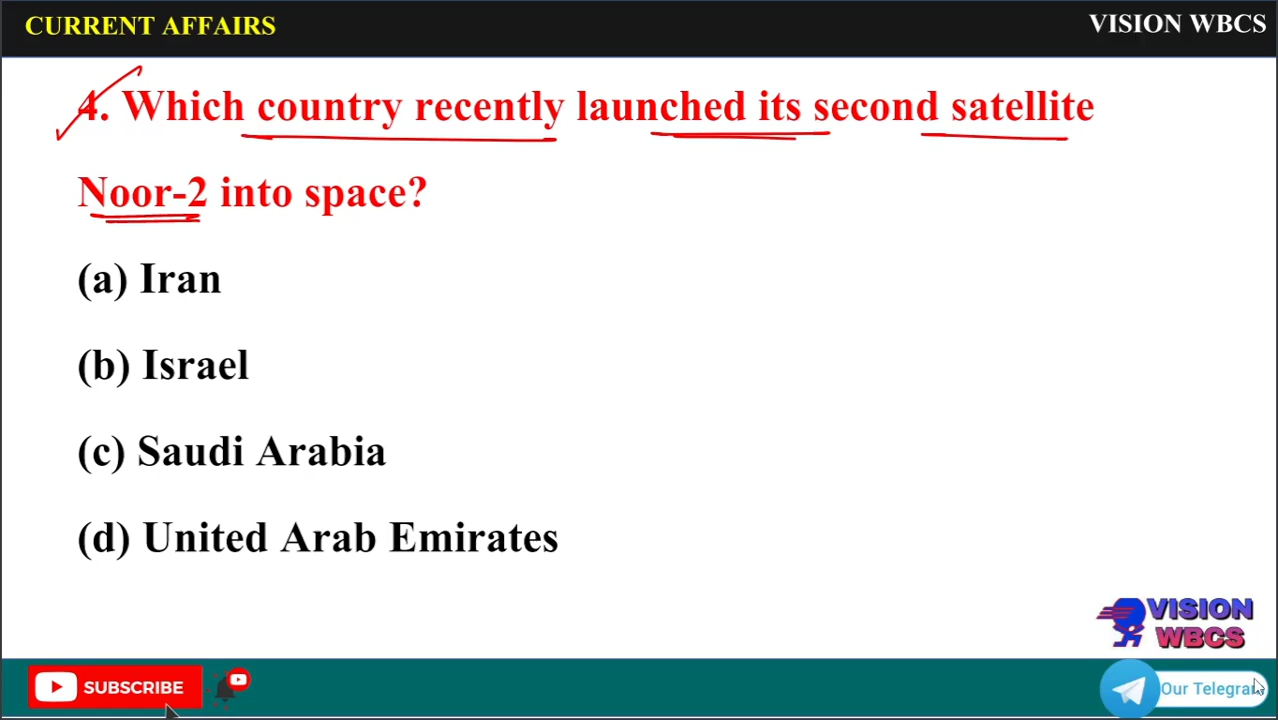 CURRENT AFFAIRS
VISION WBCS
4. Which country recently launched its second satellite
Noor-2 into space?
(a) Iran
(b) Israel
(c) Saudi Arabia
(d) United Arab Emirates
VISION
WBCS
SUBSCRIBE
Our Telegram